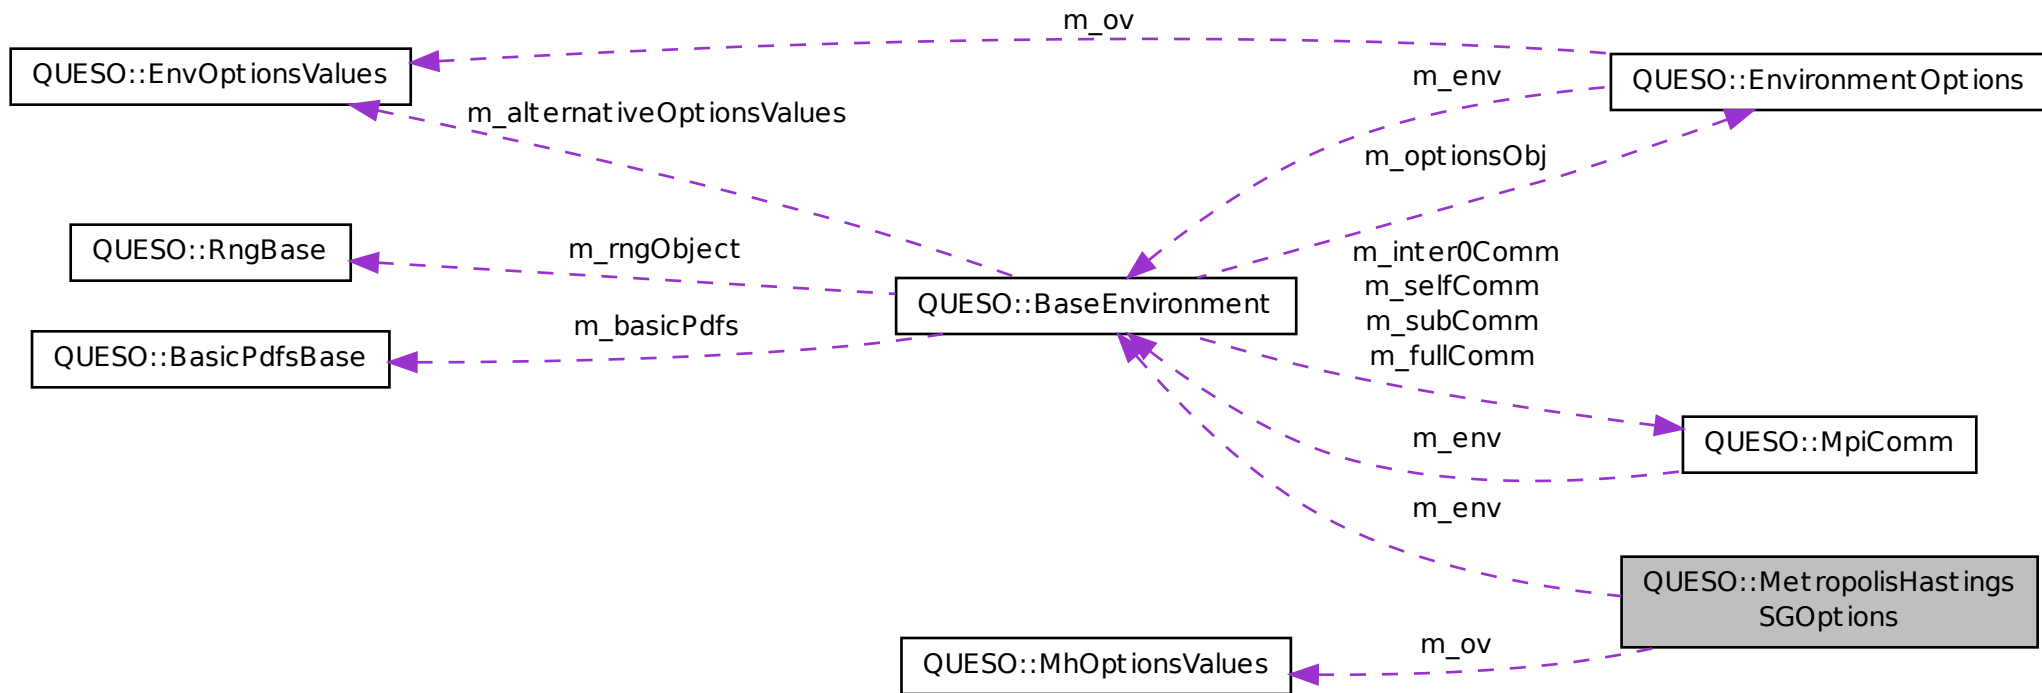 m_ov
QUESO::EnvOptionsValues
QUESO::EnvironmentOptions
m_env
m_alternativeOptionsValues
m_optionsObj
QUESO::RngBase
m_rngObject
m_inter0Comm
m_selfComm
m_subComm
m_fullComm
QUESO::BaseEnvironment
m_basicPdfs
QUESO::BasicPdfsBase
m_env
QUESO::MpiComm
m_env
QUESO::MetropolisHastings
SGOptions
m_ov
QUESO::MhOptionsValues